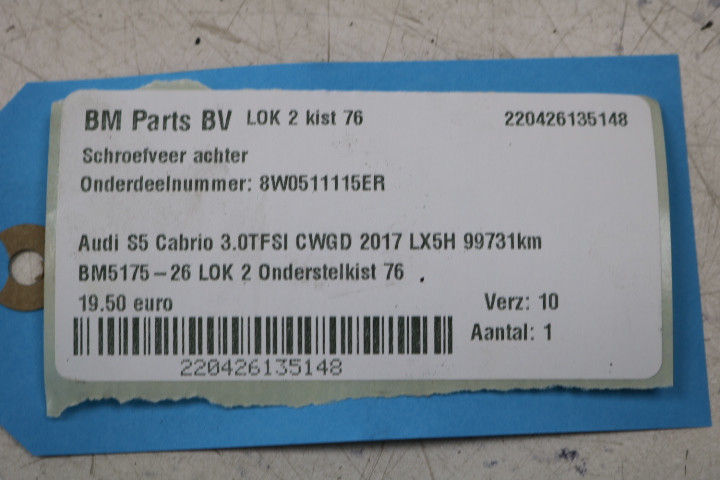 BM Parts BV LOK 2 kist 76 220426135148
Schroefveer achter
Onderdeelnummer: 8W0511115ER
Audi S5 Cabrio 3.0TFSI CWGD 2017 LX5H 99731km
BM5175-26 LOK 2 Onderstelkist 76
19.50 euro Verz: 10
Aantal: 1
220426135148